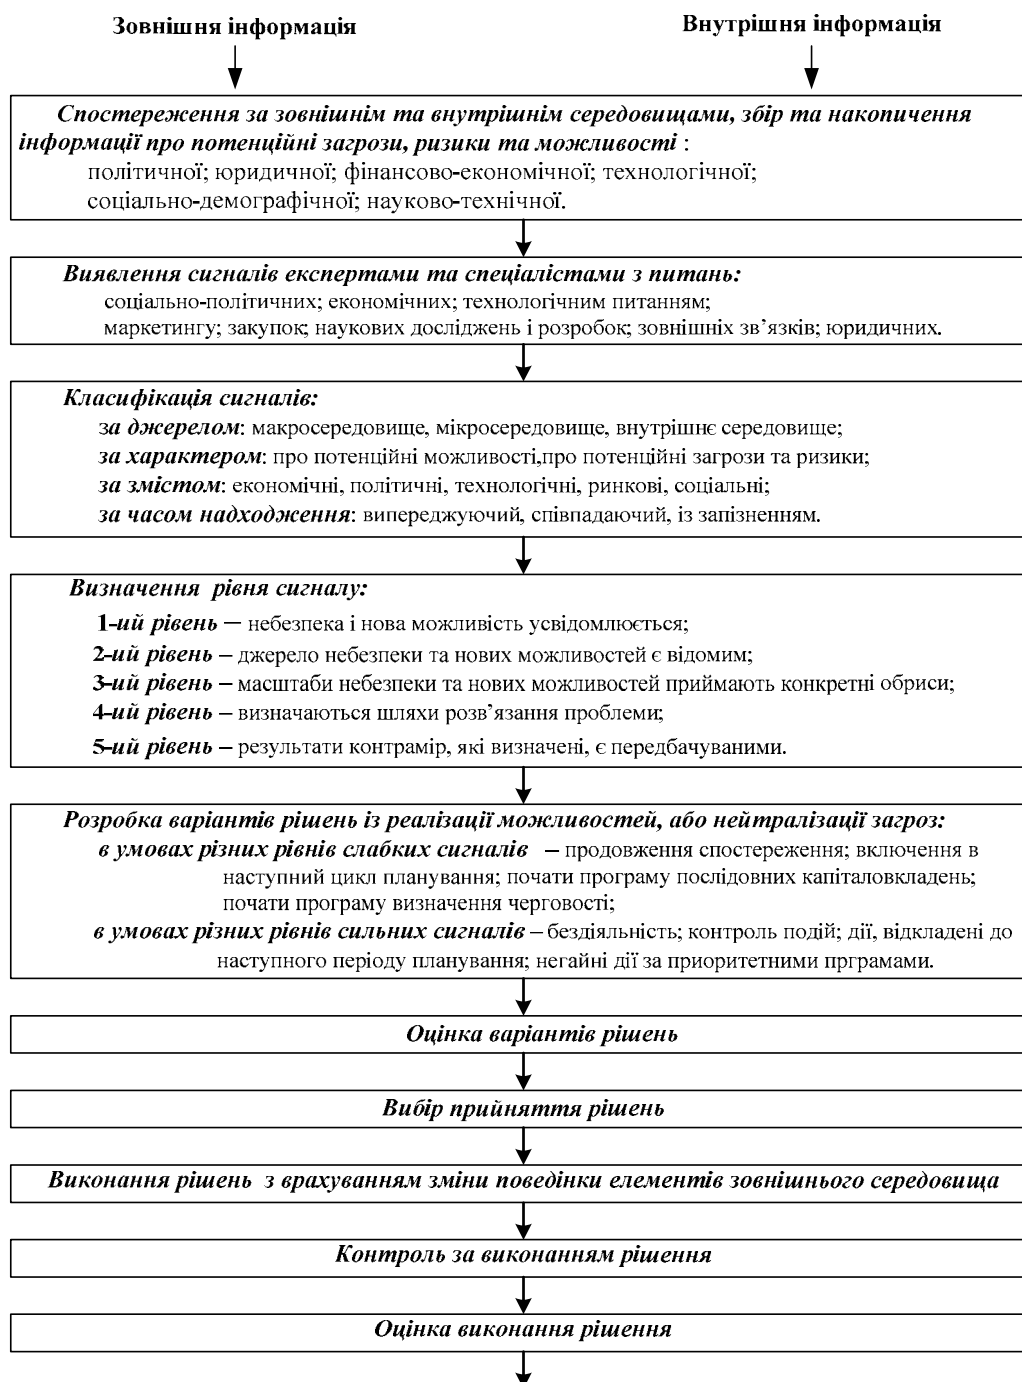 Зовнішня інформація
Внутрішня інформація
Спостереження за зовнішнім та внутрішнім середовищами, збір та накопичення
інформації про потенційні загрози, ризики та можливості :
політичної; юридичної; фінансово-економічної; технологічної;
соціально-демографічної; науково-технічної.
Виявлення сигналів експертами та спеціалістами з питань:
соціально-політичних; економічних; технологічним питанням;
маркетингу; закупок; наукових досліджень і розробок; зовнішніх зв’язків; юридичних.
Класифікація сигналів:
за джерелом: макросередовище, мікросередовище, внутрішнє середовище;
за характером: про потенційні можливості,про потенційні загрози та ризики;
за змістом: економічні, політичні, технологічні, ринкові, соціальні;
за часом надходження: випереджуючий, співпадаючий, із запізненням.
Визначення рівня сигналу:
1-ий рівень — небезпека і нова можливість усвідомлюється;
2-ий рівень – джерело небезпеки та нових можливостей є відомим;
3-ий рівень – масштаби небезпеки та нових можливостей приймають конкретні обриси;
4-ий рівень – визначаються шляхи розв’язання проблеми;
5-ий рівень – результати контрамір, які визначені, є передбачуваними.
Розробка варіантів рішень із реалізації можливостей, або нейтралізації загроз:
в умовах різних рівнів слабких сигналів – продовження спостереження; включення в
наступний цикл планування; почати програму послідовних капіталовкладень;
почати програму визначення черговості;
в умовах різних рівнів сильних сигналів – бездіяльність; контроль подій; дії, відкладені до
наступного періоду планування; негайні дії за приоритетними прграмами.
Оцінка варіантів рішень
Вибір прийняття рішень
Виконання рішень з врахуванням зміни поведінки елементів зовнішнього середовища
Контроль за виконанням рішення
Оцінка виконання рішення